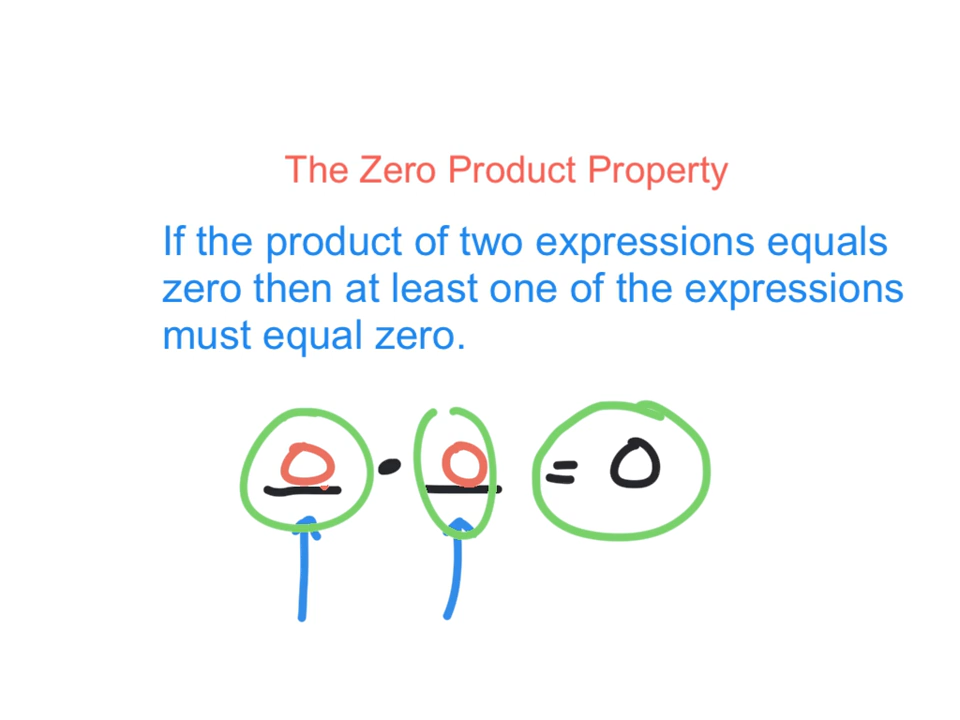 The Zero Product Property
If the product of two expressions equals
zero then at least one of the expressions
must equal zero.
0 · 0 = 0